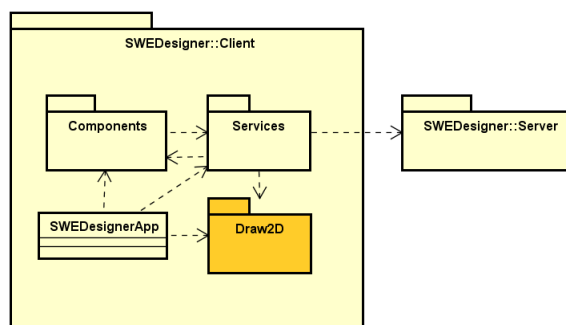 SWEDesigner::Client
Components
Services
SWEDesigner::Server
SWEDesignerApp
Draw2D